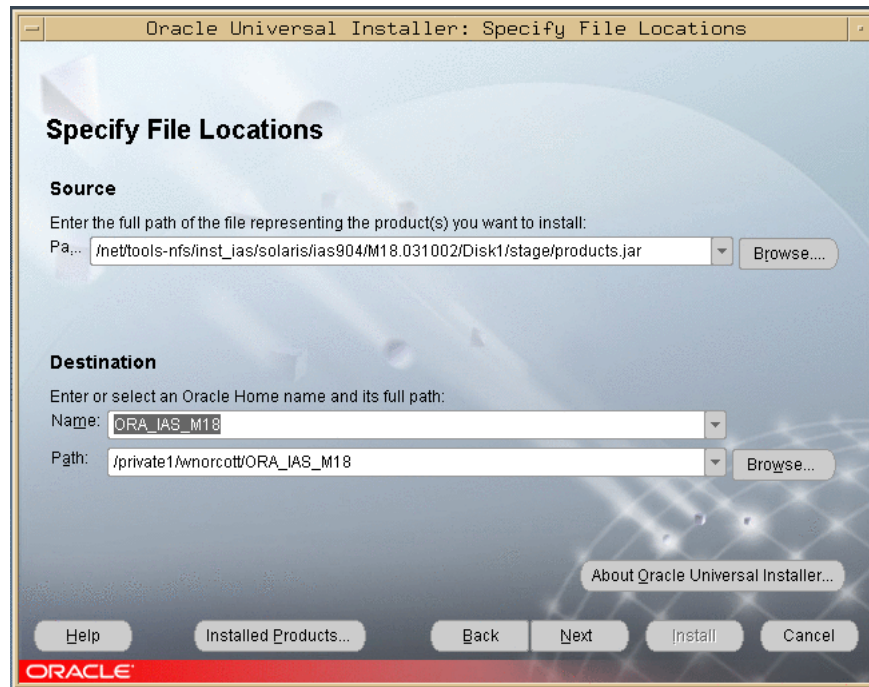 Oracle Universal Installer: Specify File Locations
Specify File Locations
Source
Enter the full path of the file representing the product(s) you want to install:
Pa... /net/tools-nfs/inst_ias/solaris/ias904/M18.031002/Disk1/stage/products.jar Browse....
Destination
Enter or select an Oracle Home name and its full path:
Name: ORA_IAS_M18
Path: /private1/wnorcott/ORA_IAS_M18 Browse...
About Oracle Universal Installer...
Help Installed Products... Back Next Install Cancel
ORACLE